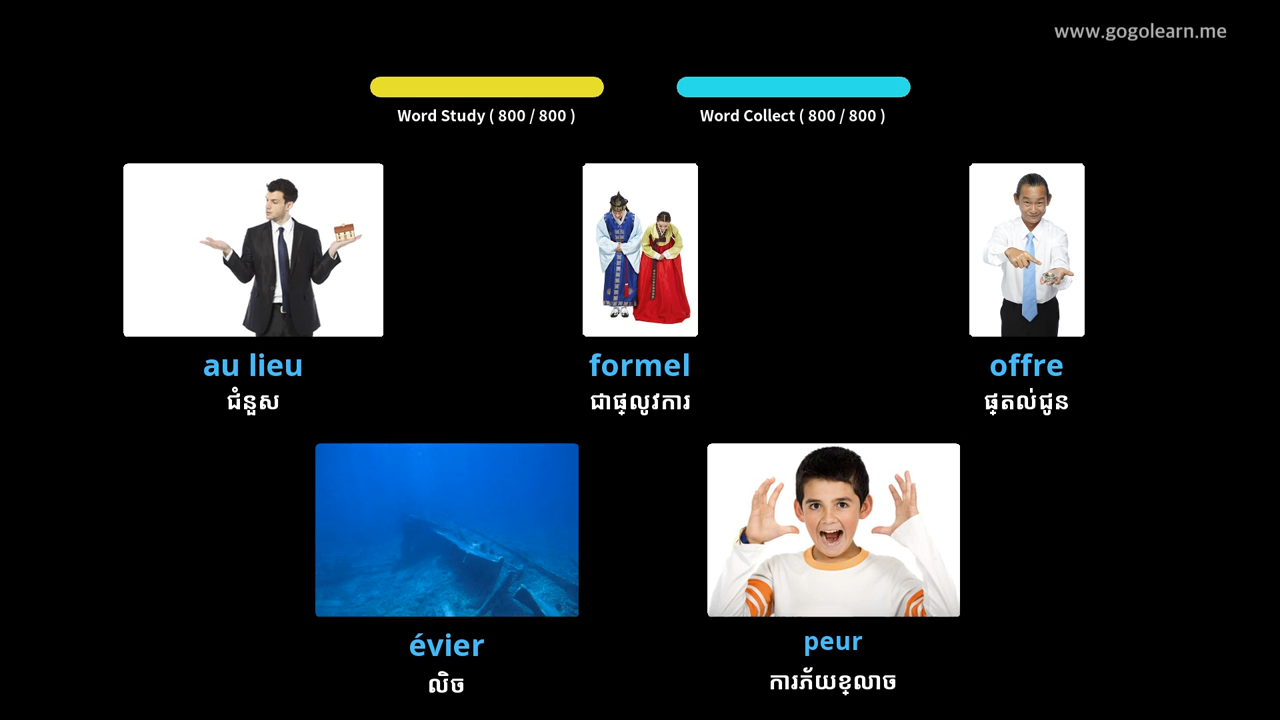 www.gogolearn.me
Word Study ( 800 / 800 )
Word Collect ( 800 / 800 )
au lieu
ជំនួស
formel
ជាផ្លូវការ
offre
ផ្តល់ជូន
évier
លិច
peur
ការភ័យខ្លាច